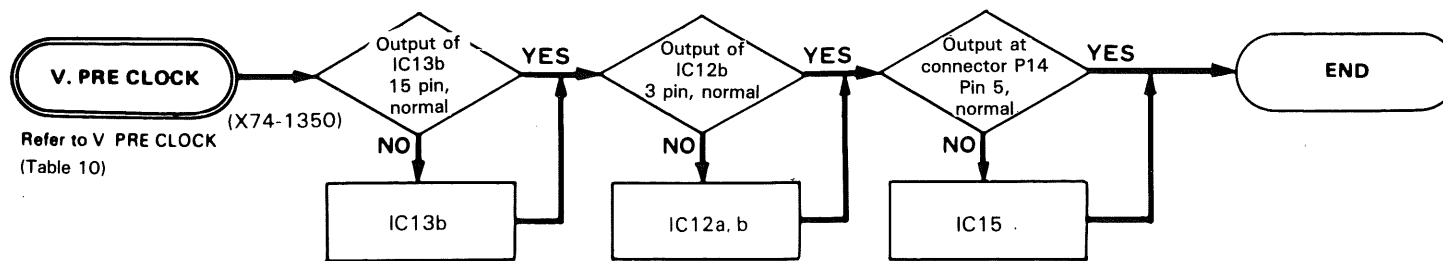 V. PRE CLOCK
Refer to V PRE CLOCK
(Table 10)
(X74-1350)
Output of
IC13b
15 pin,
normal
YES
NO
IC13b
Output of
IC12b
3 pin, normal
YES
NO
IC12a, b
Output at
connector P14
Pin 5,
normal
YES
NO
IC15
END